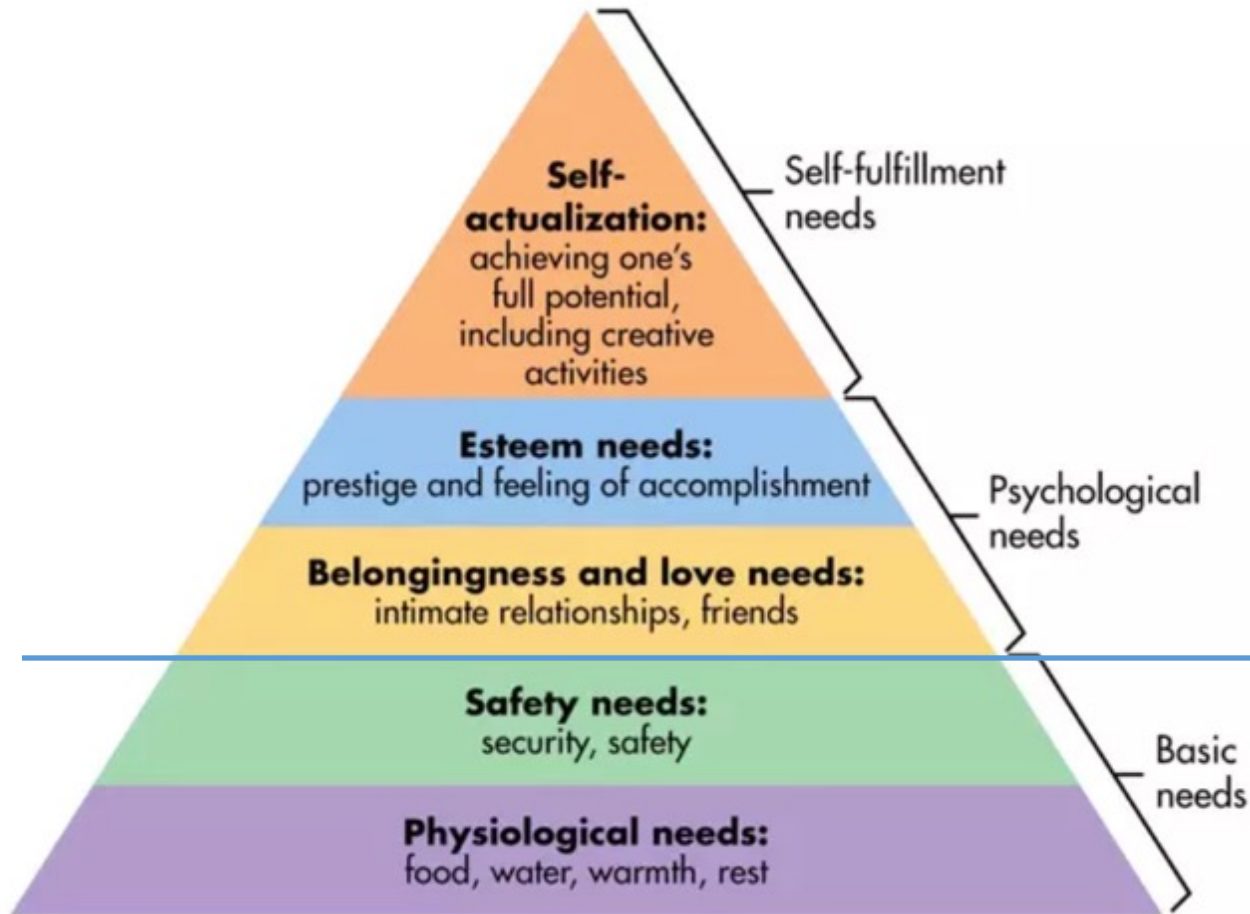 Self-
actualization:
achieving one's
full potential,
including creative
activities
Self-fulfillment
needs
Esteem needs:
prestige and feeling of accomplishment
Belongingness and love needs:
intimate relationships, friends
Psychological
needs
Safety needs:
security, safety
Physiological needs:
food, water, warmth, rest
Basic
needs